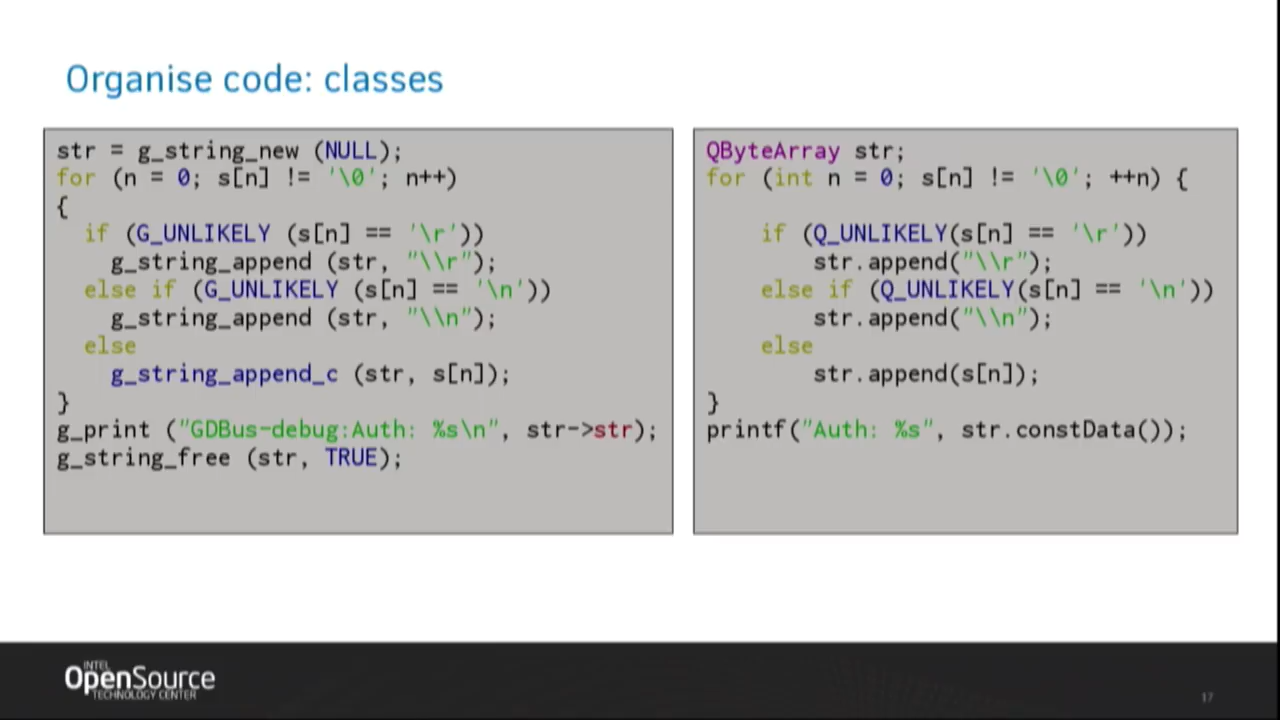 Organise code: classes
str = g_string_new (NULL);
for (n = 0; s[n] != '\0'; n++)
{
  if (G_UNLIKELY (s[n] == '\r'))
    g_string_append (str, "\\r");
  else if (G_UNLIKELY (s[n] == '\n'))
    g_string_append (str, "\\n");
  else
    g_string_append_c (str, s[n]);
}
g_print ("GDBus-debug:Auth: %s\n", str->str);
g_string_free (str, TRUE);
QByteArray str;
for (int n = 0; s[n] != '\0'; ++n) {
    if (Q_UNLIKELY(s[n] == '\r'))
        str.append("\\r");
    else if (Q_UNLIKELY(s[n] == '\n'))
        str.append("\\n");
    else
        str.append(s[n]);
}
printf("Auth: %s", str.constData());
INTEL
OpenSource
TECHNOLOGY CENTER
17